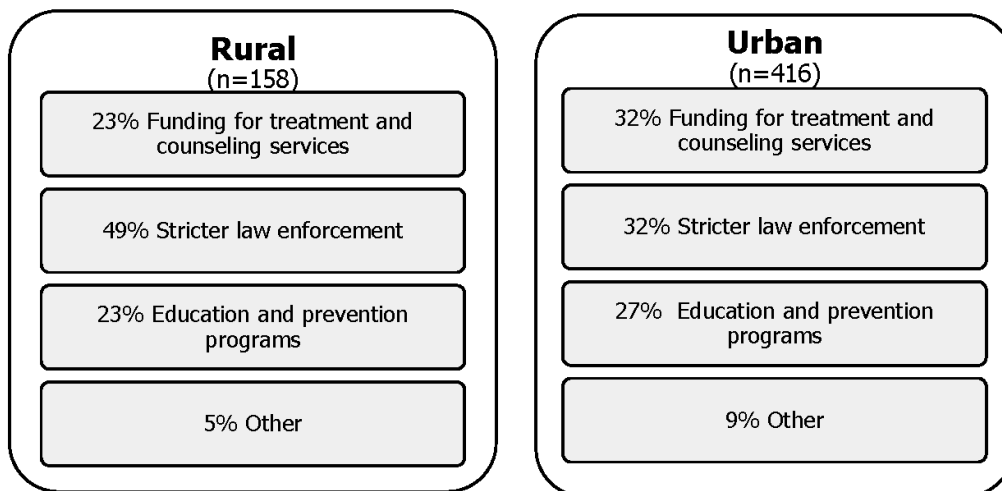 Rural
(n=158)
23% Funding for treatment and
counseling services
49% Stricter law enforcement
23% Education and prevention
programs
5% Other
Urban
(n=416)
32% Funding for treatment and
counseling services
32% Stricter law enforcement
27%  Education and prevention
programs
9% Other